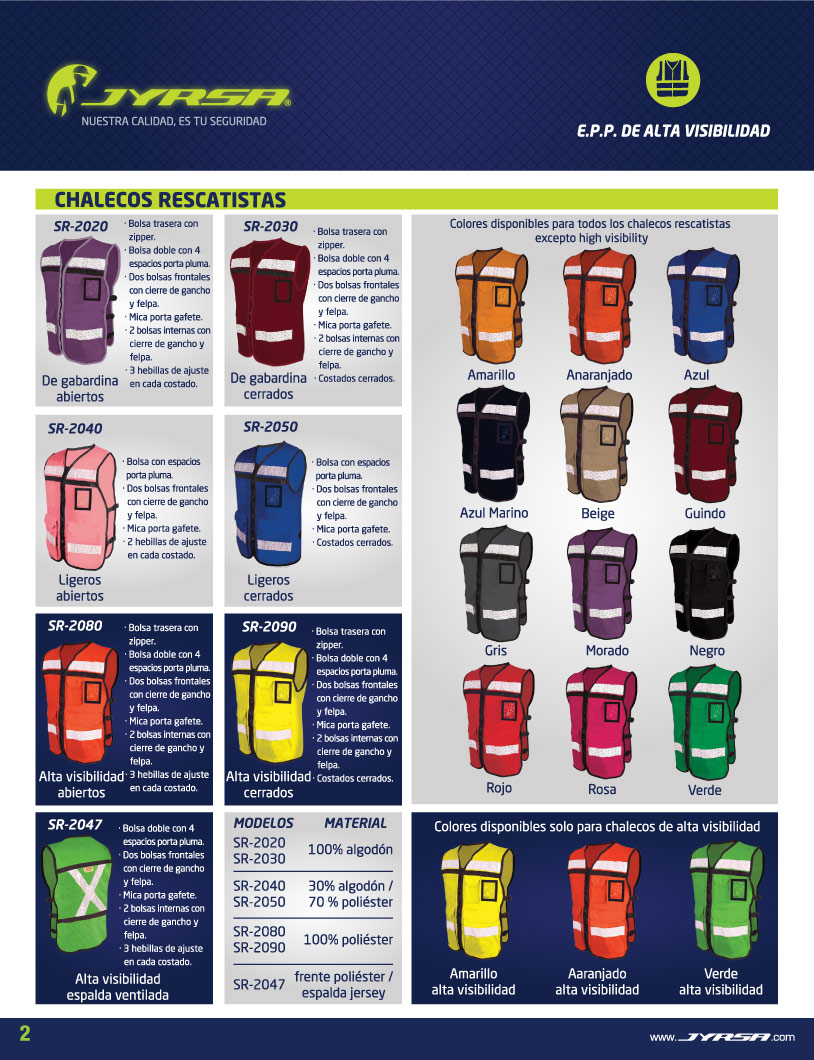 JYRSA®
NUESTRA CALIDAD, ES TU SEGURIDAD
E.P.P. DE ALTA VISIBILIDAD
CHALECOS RESCATISTAS
SR-2020
· Bolsa trasera con
zipper.
· Bolsa doble con 4
espacios porta pluma.
· Dos bolsas frontales
con cierre de gancho
y felpa.
· Mica porta gafete.
· 2 bolsas internas con
cierre de gancho y
felpa.
· 3 hebillas de ajuste
en cada costado.
De gabardina
abiertos
SR-2030
· Bolsa trasera con
zipper.
· Bolsa doble con 4
espacios porta pluma.
· Dos bolsas frontales
con cierre de gancho
y felpa.
· Mica porta gafete.
· 2 bolsas internas con
cierre de gancho y
felpa.
· Costados cerrados.
De gabardina
cerrados
SR-2040
· Bolsa con espacios
porta pluma.
· Dos bolsas frontales
con cierre de gancho
y felpa.
· Mica porta gafete.
· 2 hebillas de ajuste
en cada costado.
Ligeros
abiertos
SR-2050
· Bolsa con espacios
porta pluma.
· Dos bolsas frontales
con cierre de gancho
y felpa.
· Mica porta gafete.
· Costados cerrados.
Ligeros
cerrados
SR-2080
· Bolsa trasera con
zipper.
· Bolsa doble con 4
espacios porta pluma.
· Dos bolsas frontales
con cierre de gancho
y felpa.
· Mica porta gafete.
· 2 bolsas internas con
cierre de gancho y
felpa.
· 3 hebillas de ajuste
en cada costado.
Alta visibilidad
abiertos
SR-2090
· Bolsa trasera con
zipper.
· Bolsa doble con 4
espacios porta pluma.
· Dos bolsas frontales
con cierre de gancho
y felpa.
· Mica porta gafete.
· 2 bolsas internas con
cierre de gancho y
felpa.
· Costados cerrados.
Alta visibilidad
cerrados
SR-2047
· Bolsa doble con 4
espacios porta pluma.
· Dos bolsas frontales
con cierre de gancho
y felpa.
· Mica porta gafete.
· 2 bolsas internas con
cierre de gancho y
felpa.
· 3 hebillas de ajuste
en cada costado.
Alta visibilidad
espalda ventilada
MODELOS MATERIAL
SR-2020
SR-2030
100% algodón
SR-2040
SR-2050
30% algodón /
70 % poliéster
SR-2080
SR-2090
100% poliéster
SR-2047
frente poliéster /
espalda jersey
Colores disponibles para todos los chalecos rescatistas
excepto high visibility
Amarillo Anaranjado Azul
Azul Marino Beige Guindo
Gris Morado Negro
Rojo Rosa Verde
Colores disponibles solo para chalecos de alta visibilidad
Amarillo
alta visibilidad
Aaranjado
alta visibilidad
Verde
alta visibilidad
2
www.JYRSA.com